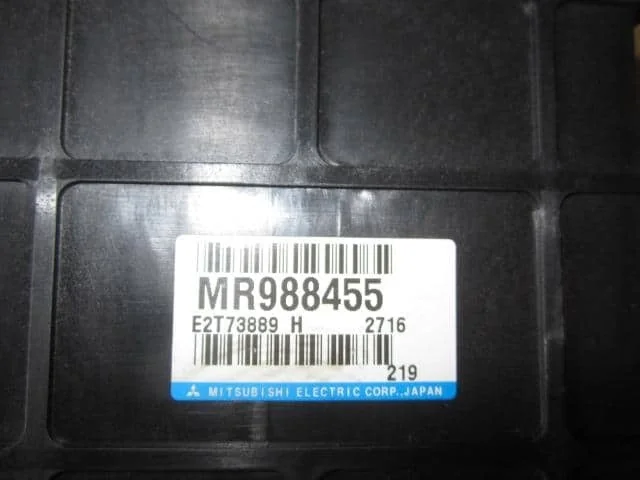 MR988455
E2T73889 H 2716
219
MITSUBISHI ELECTRIC CORP.,JAPAN